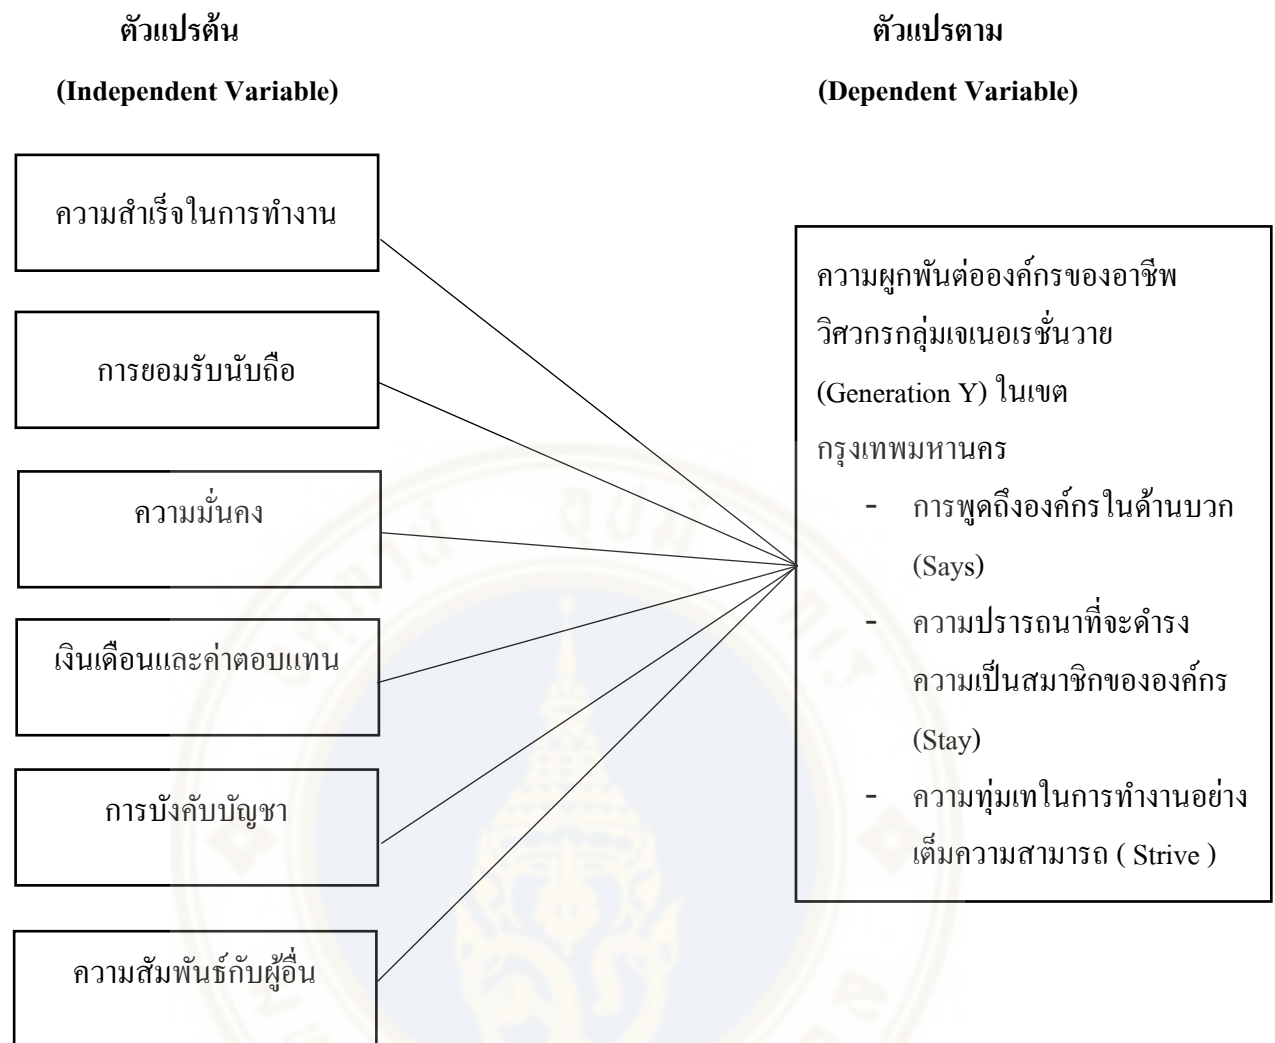 ตัวแปรต้น
(Independent Variable)
ความสำเร็จในการทำงาน
การยอมรับนับถือ
ความมั่นคง
เงินเดือนและค่าตอบแทน
การบังคับบัญชา
ความสัมพันธ์กับผู้อื่น
ตัวแปรตาม
(Dependent Variable)
ความผูกพันต่อองค์กรของอาชีพ
วิศวกรกลุ่มเจเนอเรชั่นวาย
(Generation Y) ในเขต
กรุงเทพมหานคร
- การพูดถึงองค์กรในด้านบวก
(Says)
- ความปรารถนาที่จะดำรง
ความเป็นสมาชิกขององค์กร
(Stay)
- ความทุ่มเทในการทำงานอย่าง
เต็มความสามารถ ( Strive )